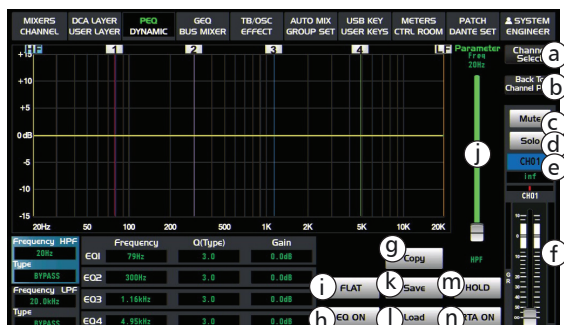 MIXERS DCA LAYER PEQ GEQ TB/OSC AUTO MIX USB KEY METERS PATCH SYSTEM
CHANNEL USER LAYER DYNAMIC BUS MIXER EFFECT GROUP SET USER KEYS CTRL ROOM DANTE SET ENGINEER
HF 1 2 3 4 LF Parameter
Freq
20Hz
Channel
Select
a
Back To
b
+15
+10
+5
0dB
-5
-10
-15
20Hz 50 100 200 500 1K 2K 5K 10K 20K
j
HPF
Mute c
Solo d
CH01 e
inf
CH01
f
Frequency HPF
20Hz
Type
BYPASS
Frequency LPF
20.0kHz
Type
BYPASS
Frequency Q(Type) Gain
EQ1 79Hz 3.0 0.0dB
EQ2 300Hz 3.0 0.0dB
EQ3 1.16kHz 3.0 0.0dB
EQ4 4.95kHz 3.0 0.0dB
g Copy
i FLAT k Save m HOLD
h EQ ON l Load n RTA ON